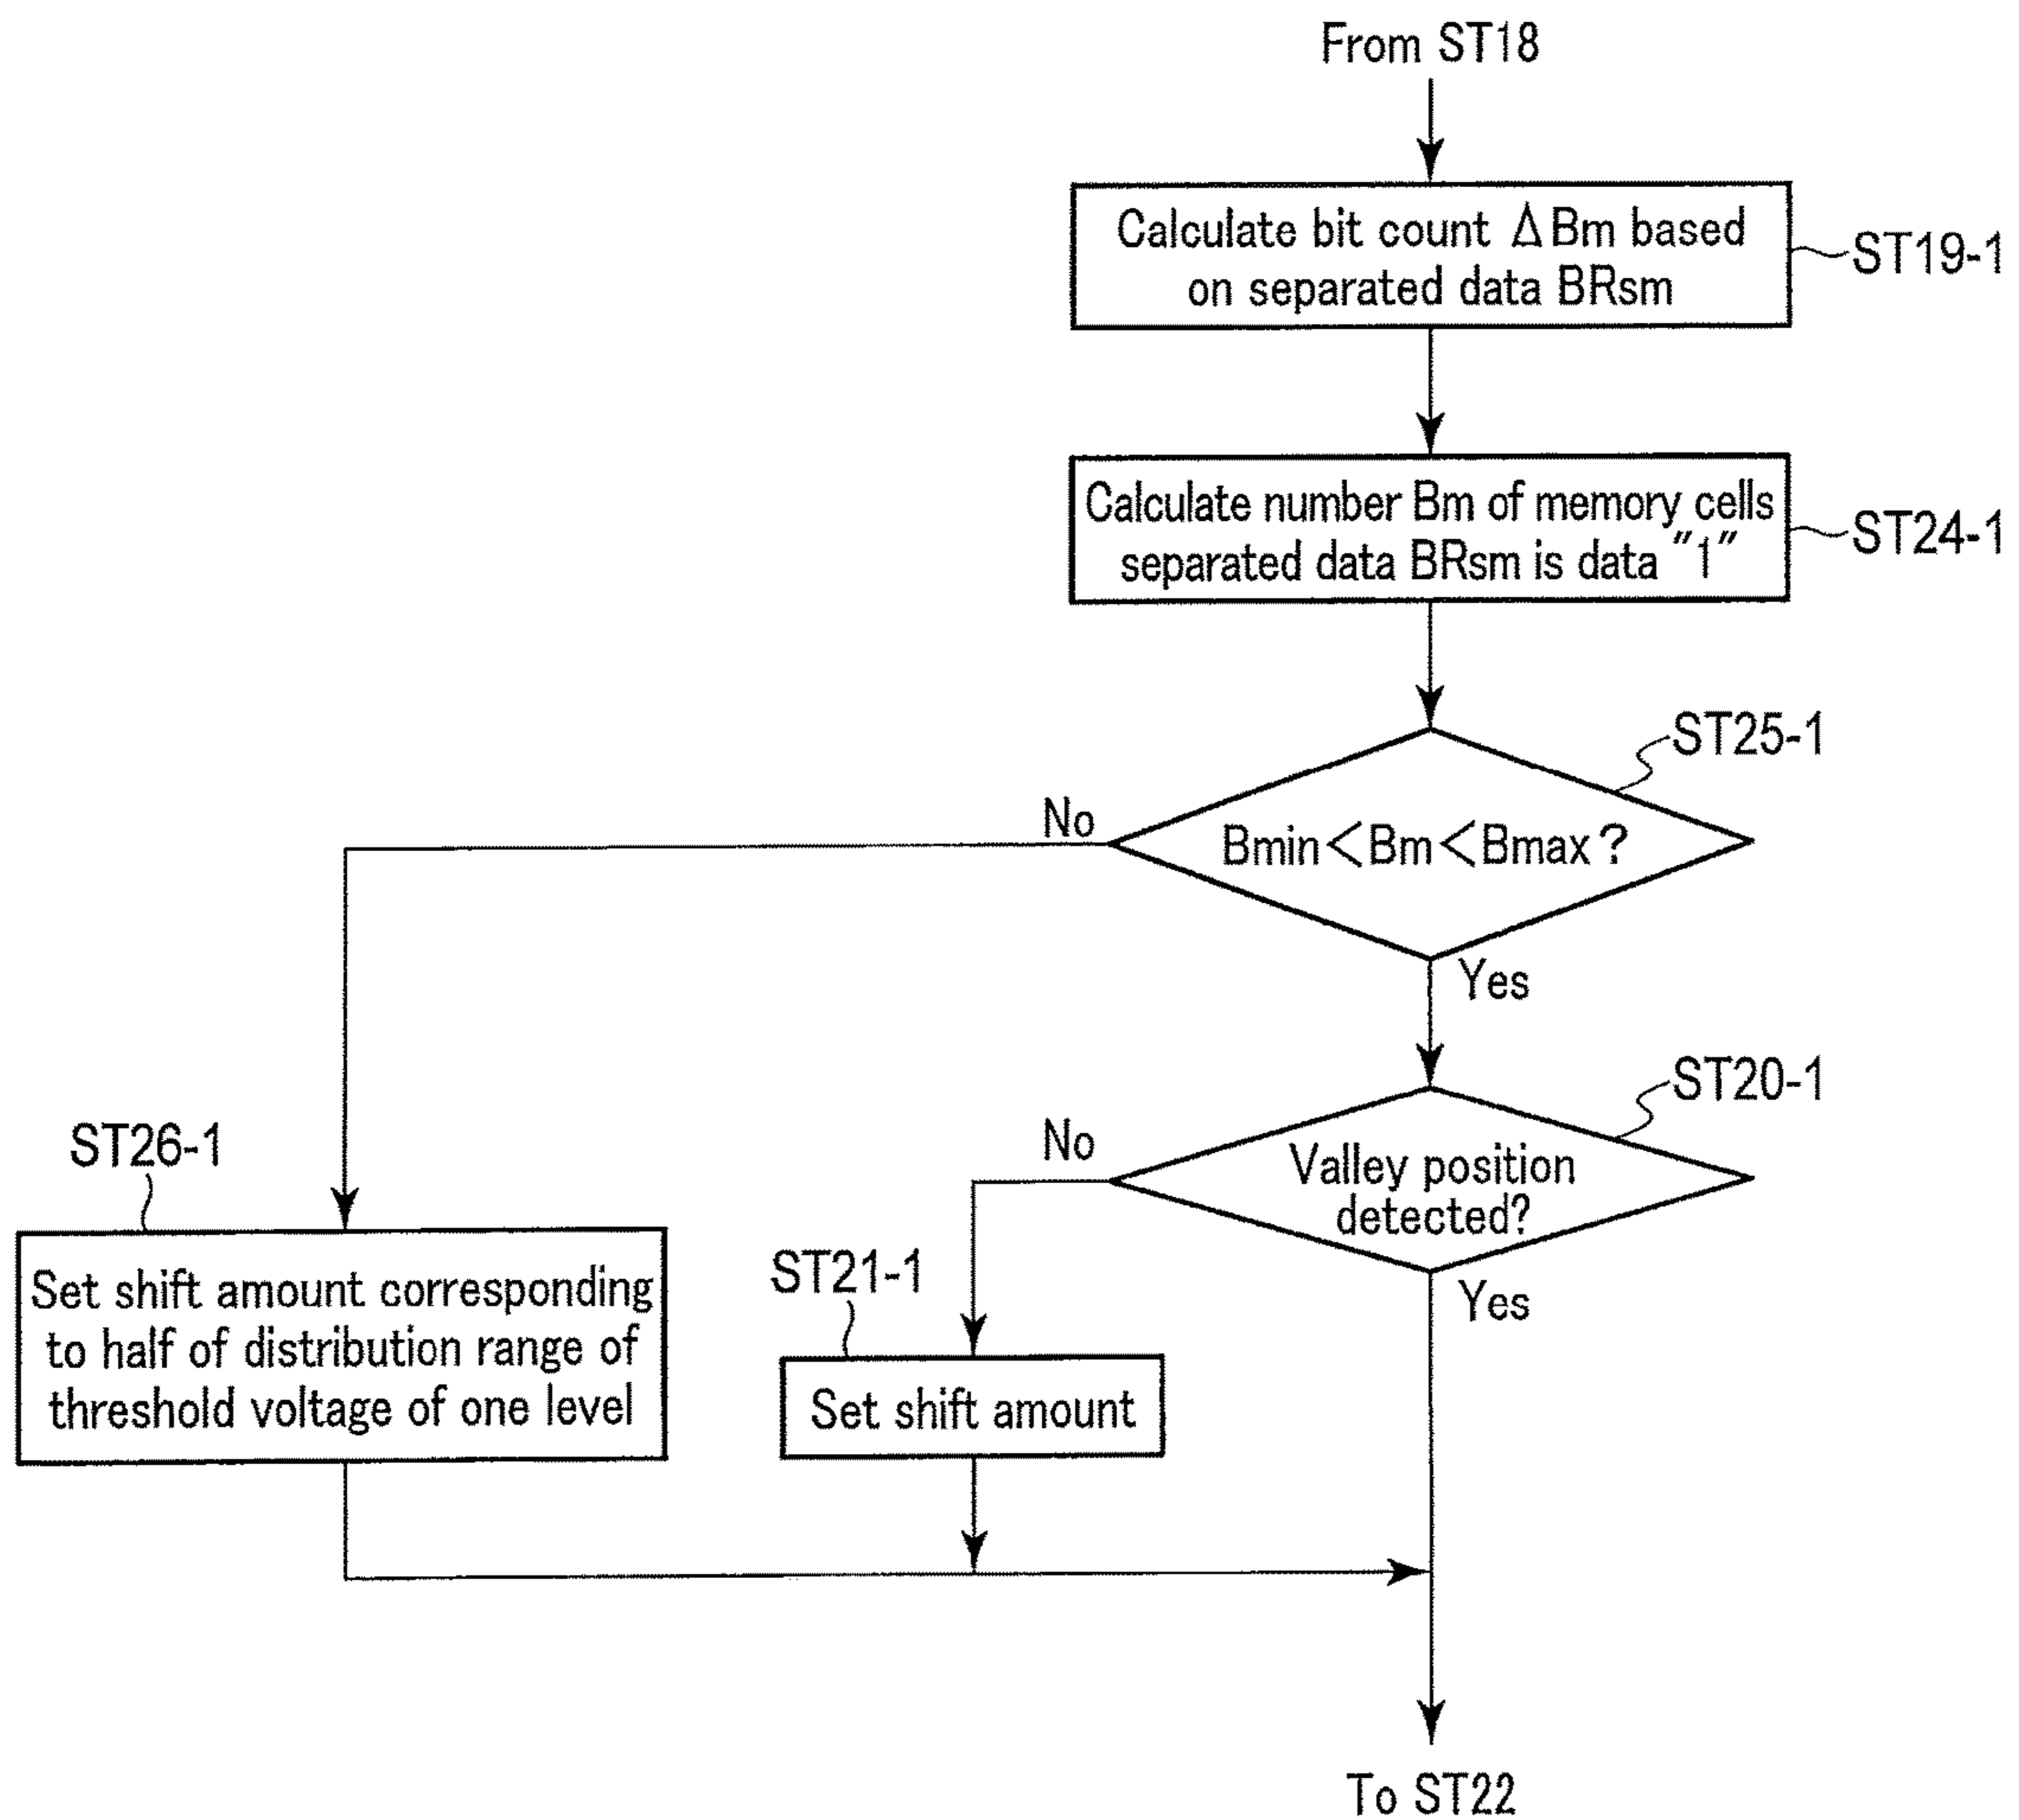 From ST18
Calculate bit count ΔBm based
on separated data BRsm
ST19-1
Calculate number Bm of memory cells
separated data BRsm is data "1"
ST24-1
ST25-1
Bmin<Bm<Bmax?
No
Yes
ST20-1
Valley position
detected?
No
Yes
ST26-1
Set shift amount corresponding
to half of distribution range of
threshold voltage of one level
ST21-1
Set shift amount
To ST22